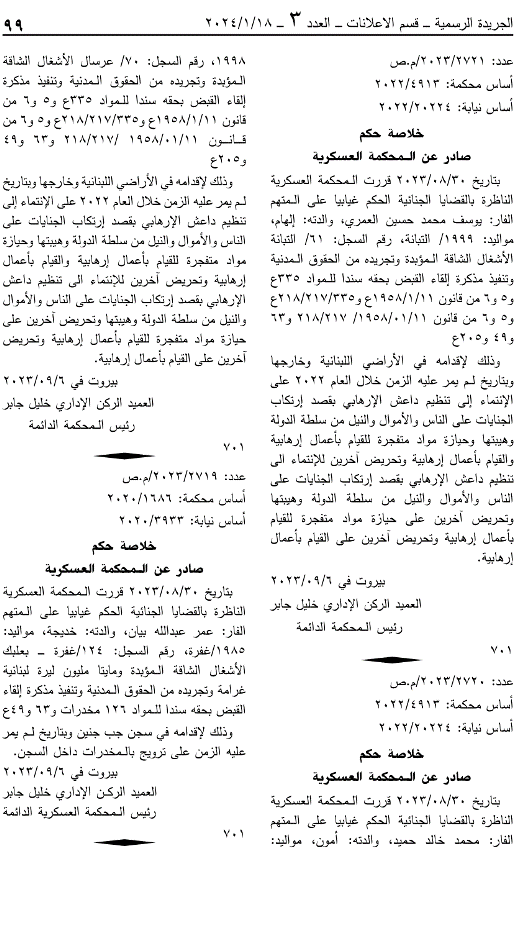 الجريدة الرسمية ــ قسم الاعلانات ــ العدد ٣ ــ ٢٠٢٤/١/١٨
٩٩
عدد: ٢٠٢٣/٢٧٢١/م.ص
أساس محكمة: ٢٠٢٢/٤٩١٣
أساس نيابة: ٢٠٢٢/٢٠٢٢٤
خلاصة حكم
صادر عن المحكمة العسكرية
بتاريخ ٢٠٢٣/٠٨/٣٠ قررت المحكمة العسكرية
الناظرة بالقضايا الجنائية الحكم غيابيا على المتهم
الفار: يوسف محمد حسين العمري، والدته: إلهام،
مواليد: ١٩٩٩/ التبانة، رقم السجل: ٦١/ التبانة
الأشغال الشاقة المؤبدة وتجريده من الحقوق المدنية
وتنفيذ مذكرة إلقاء القبض بحقه سندا للمواد ٣٣٥ع
و٥ و٦ من قانون ١٩٥٨/١/١١ع و٢١٨/٢١٧/٣٣٥ع
و٥ و٦ من قانون ١٩٥٨/٠١/١١/ ٢١٨/٢١٧ و٦٣
و٤٩ و٢٠٥ع
وذلك لإقدامه في الأراضي اللبنانية وخارجها
وبتاريخ لم يمر عليه الزمن خلال العام ٢٠٢٢ على
الإنتماء إلى تنظيم داعش الإرهابي بقصد إرتكاب
الجنايات على الناس والأموال والنيل من سلطة الدولة
وهيبتها وحيازة مواد متفجرة للقيام بأعمال إرهابية
والقيام بأعمال إرهابية وتحريض آخرين للإنتماء الى
تنظيم داعش الإرهابي بقصد إرتكاب الجنايات على
الناس والأموال والنيل من سلطة الدولة وهيبتها
وتحريض آخرين على حيازة مواد متفجرة للقيام
بأعمال إرهابية وتحريض آخرين على القيام بأعمال
إرهابية.
بيروت في ٢٠٢٣/٠٩/٦
العميد الركن الإداري خليل جابر
رئيس المحكمة الدائمة
٧٠١
عدد: ٢٠٢٣/٢٧٢٠/م.ص
أساس محكمة: ٢٠٢٢/٤٩١٣
أساس نيابة: ٢٠٢٢/٢٠٢٢٤
خلاصة حكم
صادر عن المحكمة العسكرية
بتاريخ ٢٠٢٣/٠٨/٣٠ قررت المحكمة العسكرية
الناظرة بالقضايا الجنائية الحكم غيابيا على المتهم
الفار: محمد خالد حميد، والدته: أمون، مواليد:
١٩٩٨، رقم السجل: ٧٠/ عرسال الأشغال الشاقة
المؤبدة وتجريده من الحقوق المدنية وتنفيذ مذكرة
إلقاء القبض بحقه سندا للمواد ٣٣٥ع و٥ و٦ من
قانون ١٩٥٨/١/١١ع و٢١٨/٢١٧/٣٣٥ع و٥ و٦ من
قانون ١٩٥٨/٠١/١١ /٢١٨/٢١٧ و٦٣ و٤٩
و٢٠٥ع
وذلك لإقدامه في الأراضي اللبنانية وخارجها وبتاريخ
لم يمر عليه الزمن خلال العام ٢٠٢٢ على الإنتماء إلى
تنظيم داعش الإرهابي بقصد إرتكاب الجنايات على
الناس والأموال والنيل من سلطة الدولة وهيبتها وحيازة
مواد متفجرة للقيام بأعمال إرهابية والقيام بأعمال
إرهابية وتحريض آخرين للإنتماء الى تنظيم داعش
الإرهابي بقصد إرتكاب الجنايات على الناس والأموال
والنيل من سلطة الدولة وهيبتها وتحريض آخرين على
حيازة مواد متفجرة للقيام بأعمال إرهابية وتحريض
آخرين على القيام بأعمال إرهابية.
بيروت في ٢٠٢٣/٠٩/٦
العميد الركن الإداري خليل جابر
رئيس المحكمة الدائمة
٧٠١
عدد: ٢٠٢٣/٢٧١٩/م.ص
أساس محكمة: ٢٠٢٠/١٦٨٦
أساس نيابة: ٢٠٢٠/٣٩٣٣
خلاصة حكم
صادر عن المحكمة العسكرية
بتاريخ ٢٠٢٣/٠٨/٣٠ قررت المحكمة العسكرية
الناظرة بالقضايا الجنائية الحكم غيابيا على المتهم
الفار: عمر عبدالله بيان، والدته: خديجة، مواليد:
١٩٨٥/غفرة، رقم السجل: ١٢٤/غفرة ــ بعلبك
الأشغال الشاقة المؤبدة ومايتا مليون ليرة لبنانية
غرامة وتجريده من الحقوق المدنية وتنفيذ مذكرة إلقاء
القبض بحقه سندا للمواد ١٢٦ مخدرات و٦٣ و٤٩ع
وذلك لإقدامه في سجن جب جنين وبتاريخ لم يمر
عليه الزمن على ترويج بالمخدرات داخل السجن.
بيروت في ٢٠٢٣/٠٩/٦
العميد الركن الإداري خليل جابر
رئيس المحكمة العسكرية الدائمة
٧٠١